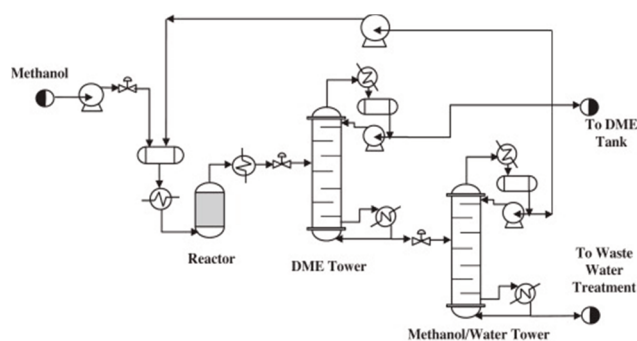 Methanol
To DME
Tank
Reactor
DME Tower
To Waste
Water
Treatment
Methanol/Water Tower